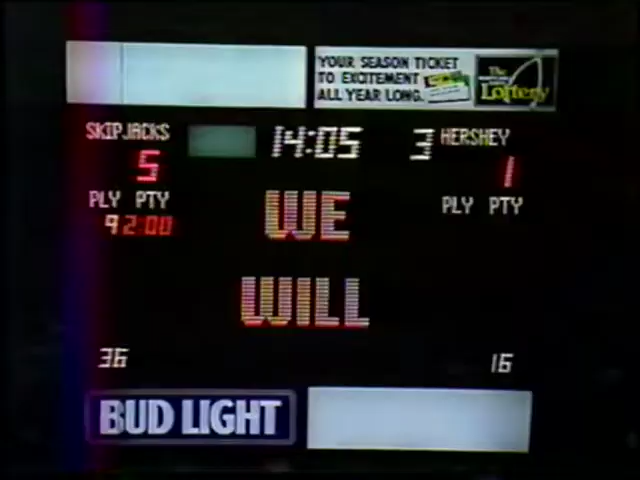 YOUR SEASON TICKET
TO EXCITEMENT
ALL YEAR LONG.
The
Lottery
SKIPJACKS 14:05 3 HERSHEY
5 1
PLY PTY WE PLY PTY
9 2:00
WILL
36 16
BUD LIGHT